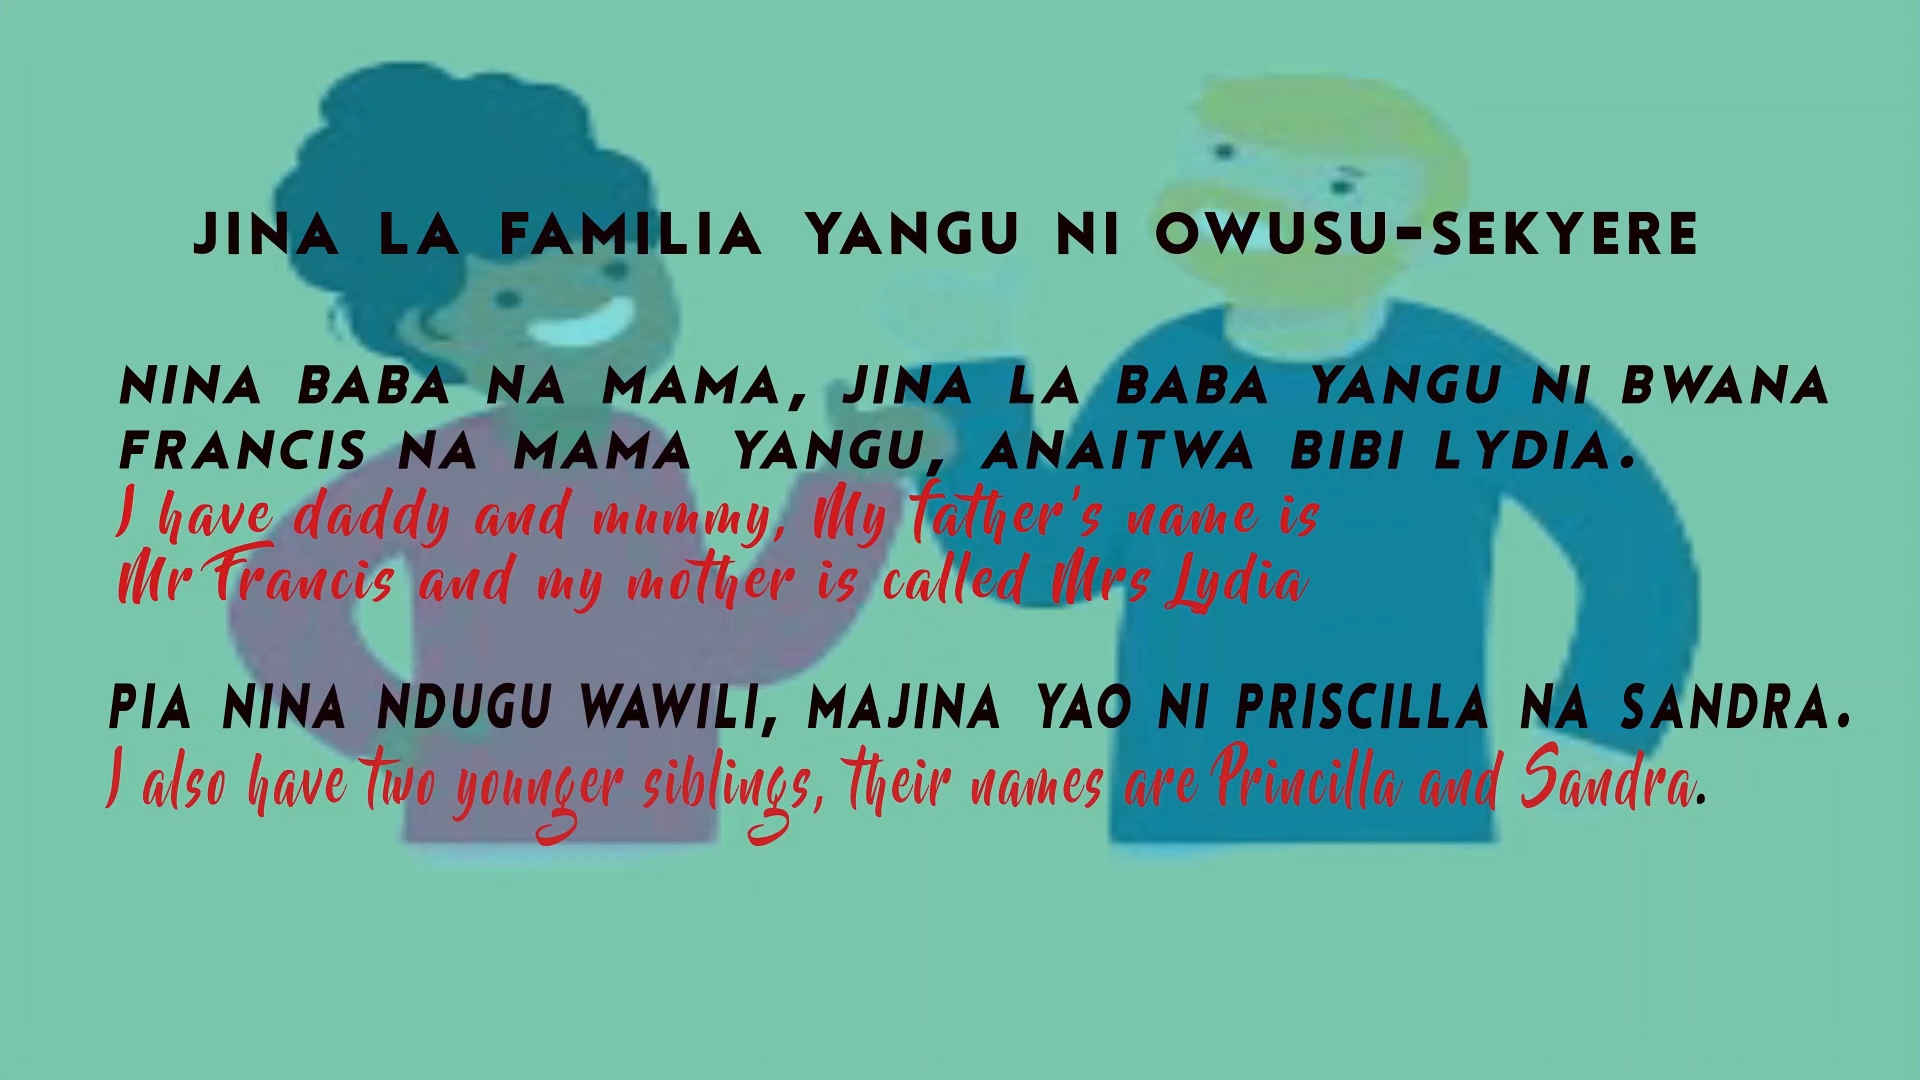 JINA LA FAMILIA YANGU NI OWUSU-SEKYERE
NINA BABA NA MAMA, JINA LA BABA YANGU NI BWANA
FRANCIS NA MAMA YANGU, ANAITWA BIBI LYDIA.
I have daddy and mummy, My father's name is
Mr Francis and my mother is called Mrs Lydia
PIA NINA NDUGU WAWILI, MAJINA YAO NI PRISCILLA NA SANDRA.
I also have two younger siblings, their names are Princilla and Sandra.